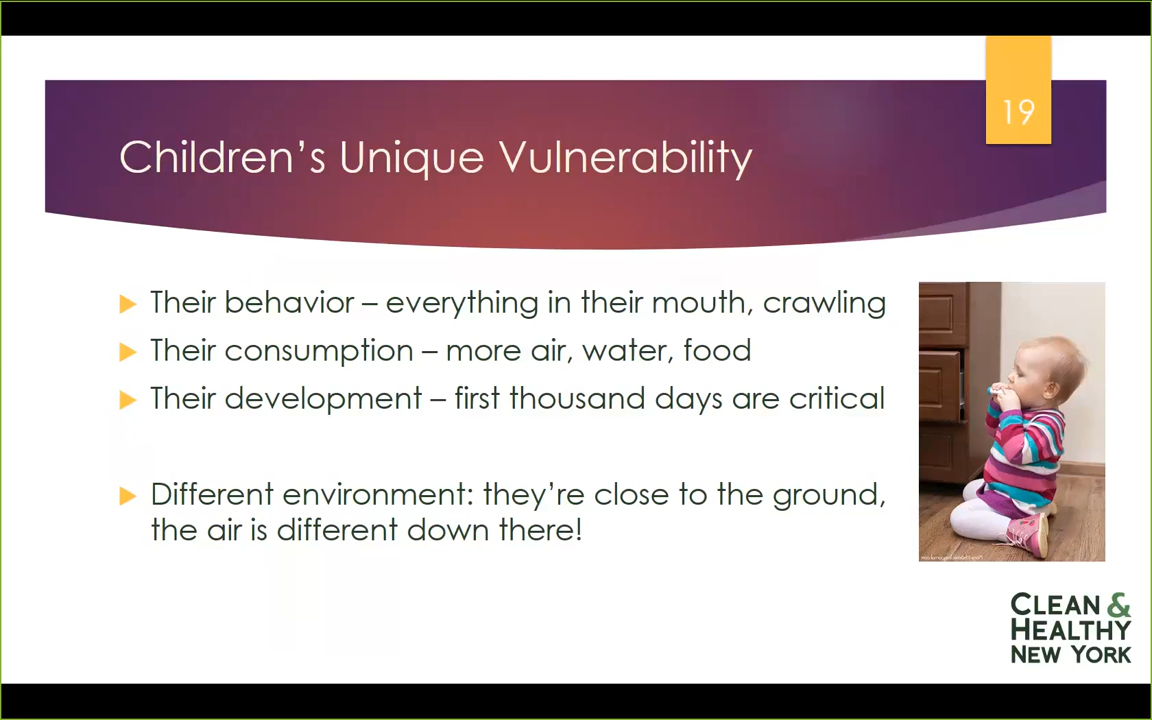 19
Children’s Unique Vulnerability
Their behavior – everything in their mouth, crawling
Their consumption – more air, water, food
Their development – first thousand days are critical
Different environment: they’re close to the ground,
the air is different down there!
CLEAN &
HEALTHY
NEW YORK